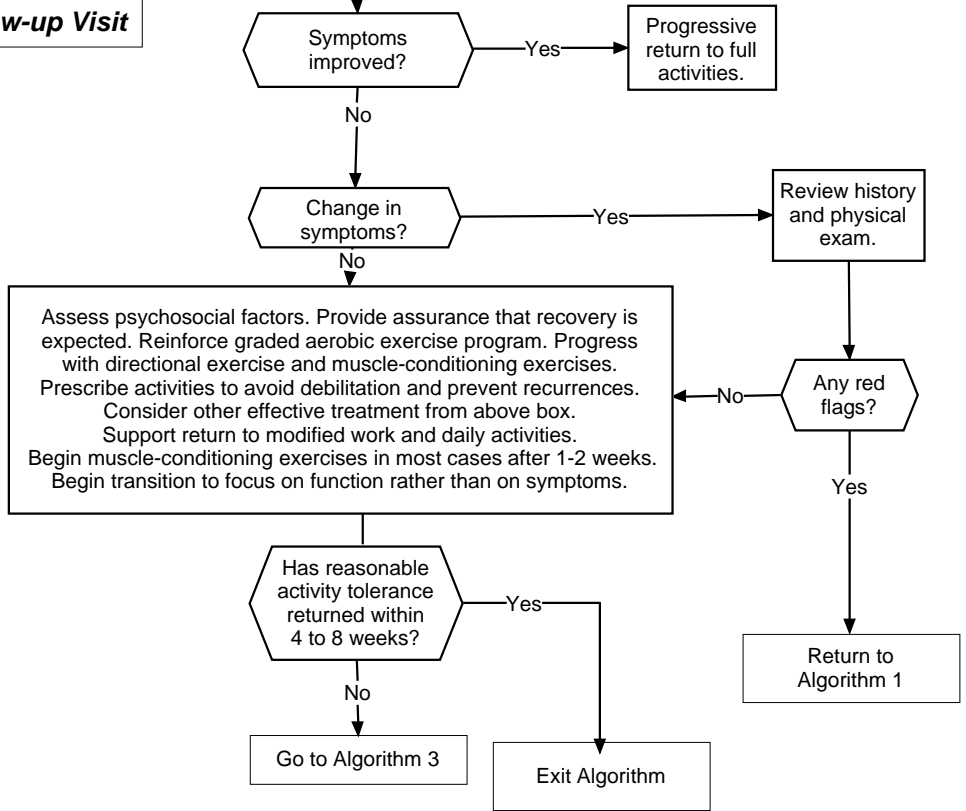 w-up Visit
Symptoms
improved?
Yes
Progressive
return to full
activities.
No
Change in
symptoms?
Yes
Review history
and physical
exam.
No
Assess psychosocial factors. Provide assurance that recovery is
expected. Reinforce graded aerobic exercise program. Progress
with directional exercise and muscle-conditioning exercises.
Prescribe activities to avoid debilitation and prevent recurrences.
Consider other effective treatment from above box.
Support return to modified work and daily activities.
Begin muscle-conditioning exercises in most cases after 1-2 weeks.
Begin transition to focus on function rather than on symptoms.
No
Any red
flags?
Yes
Return to
Algorithm 1
Has reasonable
activity tolerance
returned within
4 to 8 weeks?
Yes
No
Go to Algorithm 3
Exit Algorithm